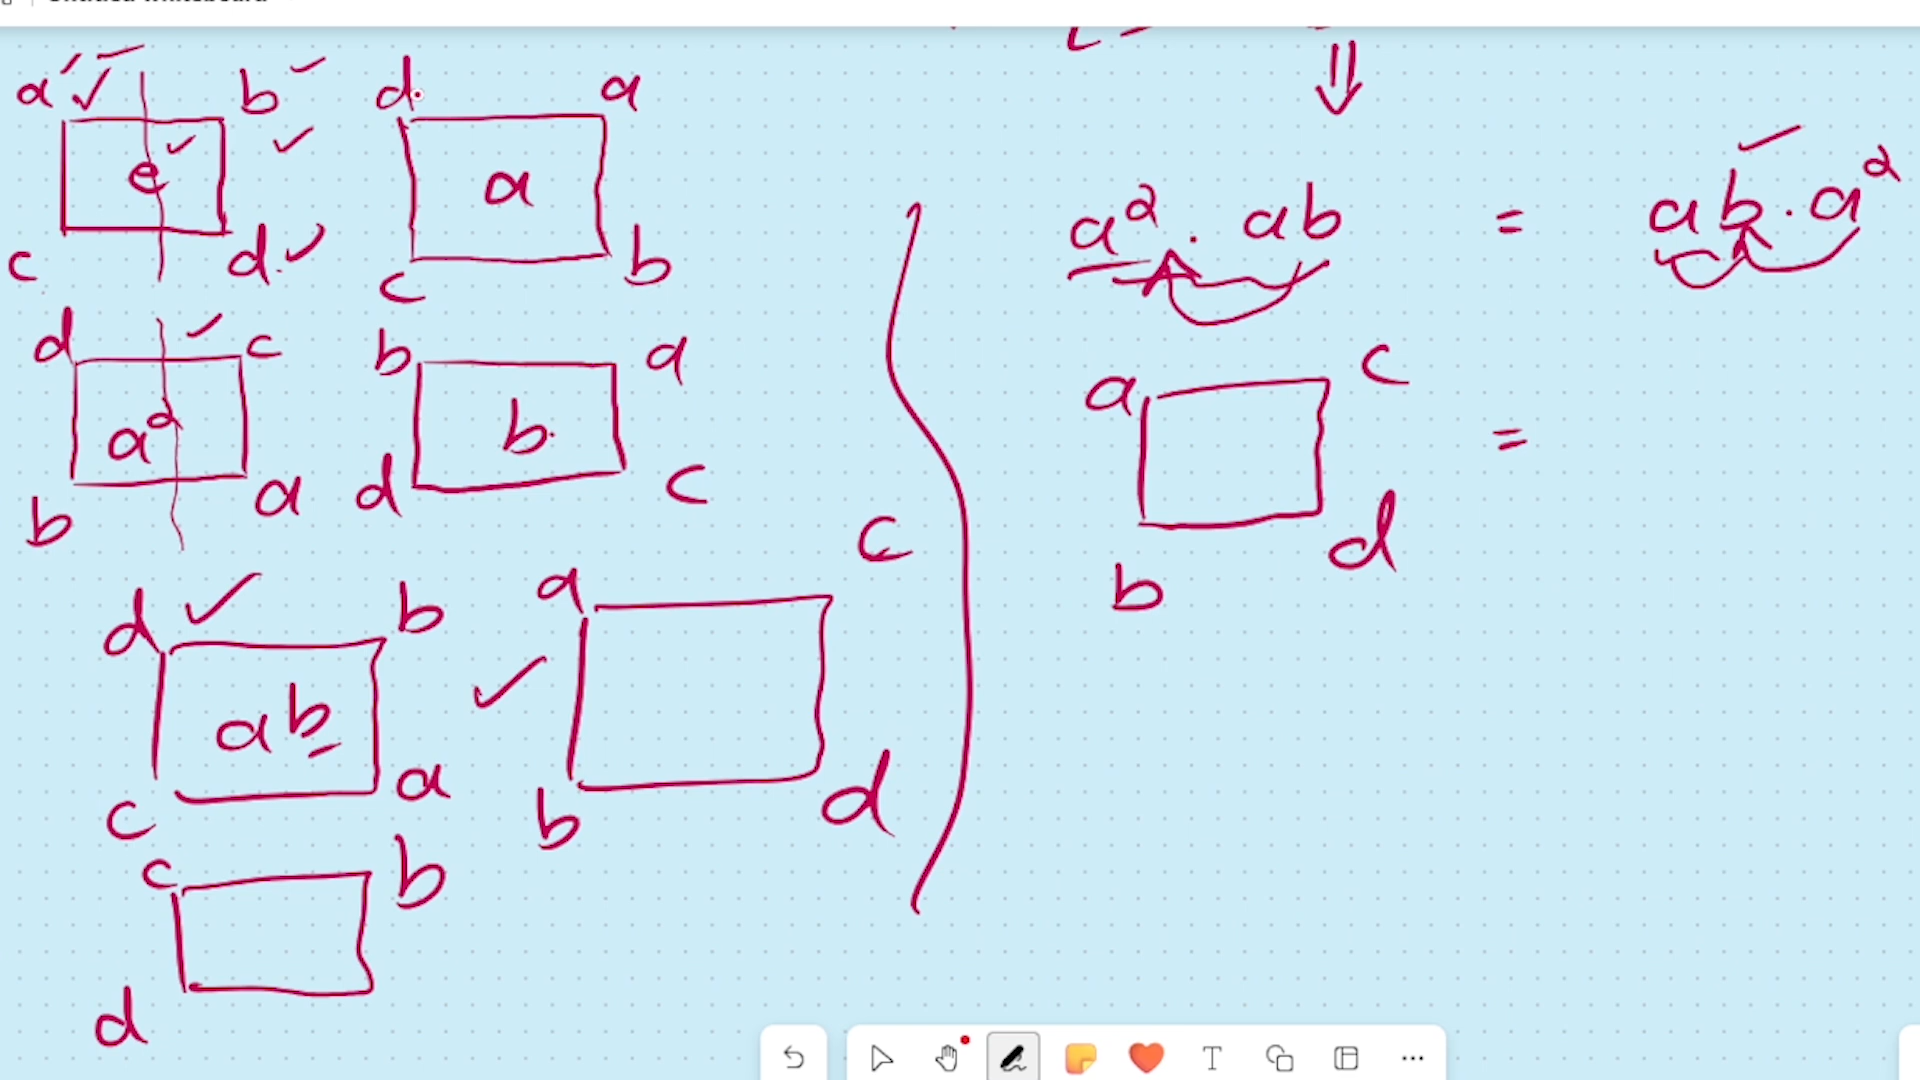 a b
e
c d
d a
a
c b
d c
a²
b a
b a
b
d c
d b
ab
c a
a c
b d
c b
d
a² . ab = ab . a²
a c
=
b d
T